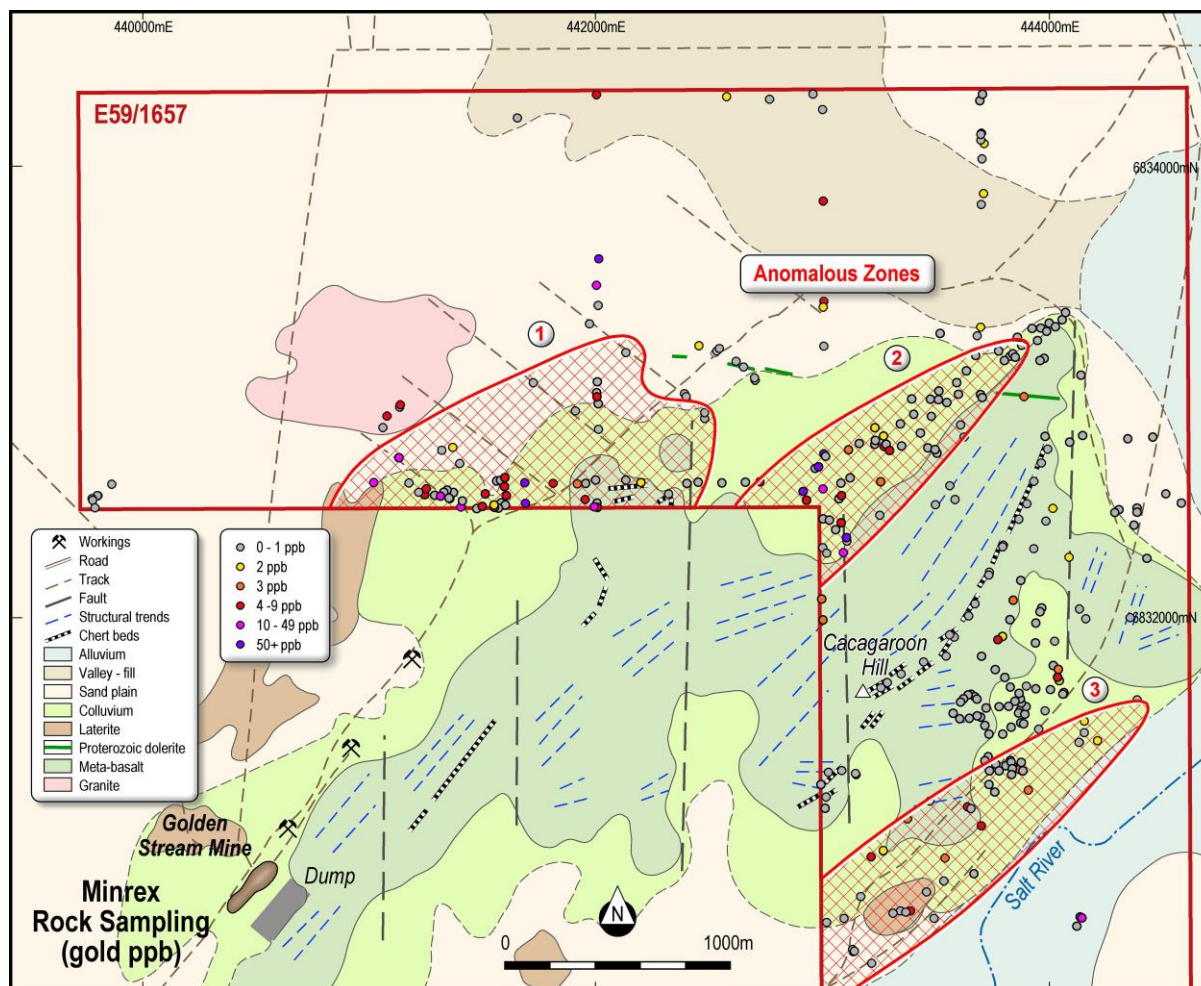 440000mE
442000mE
444000mE
E59/1657
6834000mN
Anomalous Zones
1
2
Workings
Road
Track
Fault
Structural trends
Chert beds
Alluvium
Valley - fill
Sand plain
Colluvium
Laterite
Proterozoic dolerite
Meta-basalt
Granite
0 - 1 ppb
2 ppb
3 ppb
4 -9 ppb
10 - 49 ppb
50+ ppb
6832000mN
Cacagaroon
Hill
3
Golden
Stream Mine
Dump
Minrex
Rock Sampling
(gold ppb)
N
0
1000m
Salt River